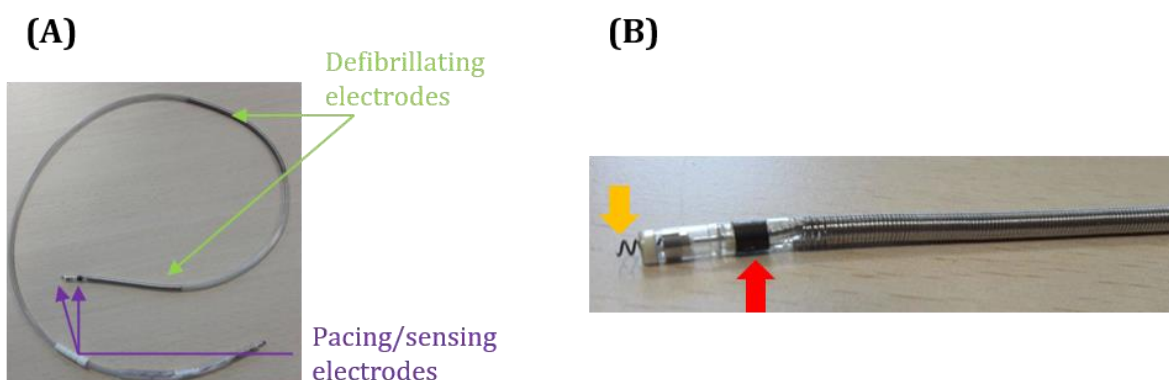 (A)
(B)
Defibrillating
electrodes
Pacing/sensing
electrodes